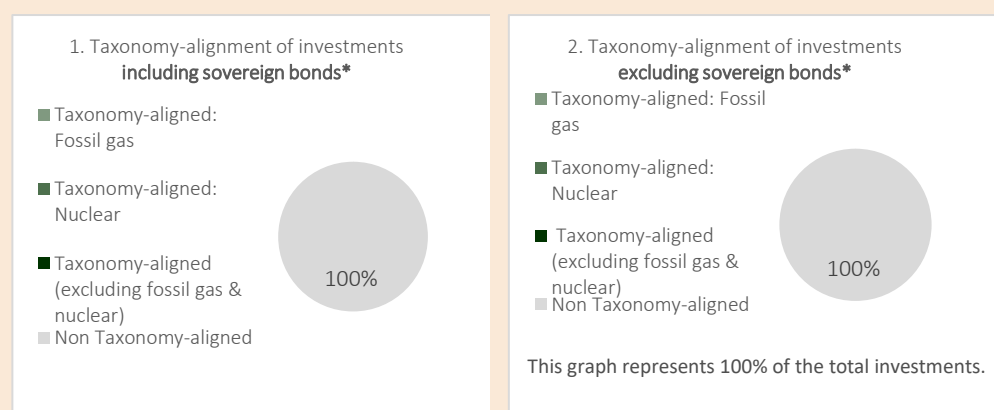 1. Taxonomy-alignment of investments
including sovereign bonds*
Taxonomy-aligned:
Fossil gas
Taxonomy-aligned:
Nuclear
Taxonomy-aligned
(excluding fossil gas &
nuclear)
Non Taxonomy-aligned
100%
2. Taxonomy-alignment of investments
excluding sovereign bonds*
Taxonomy-aligned: Fossil
gas
Taxonomy-aligned:
Nuclear
Taxonomy-aligned
(excluding fossil gas &
nuclear)
Non Taxonomy-aligned
100%
This graph represents 100% of the total investments.